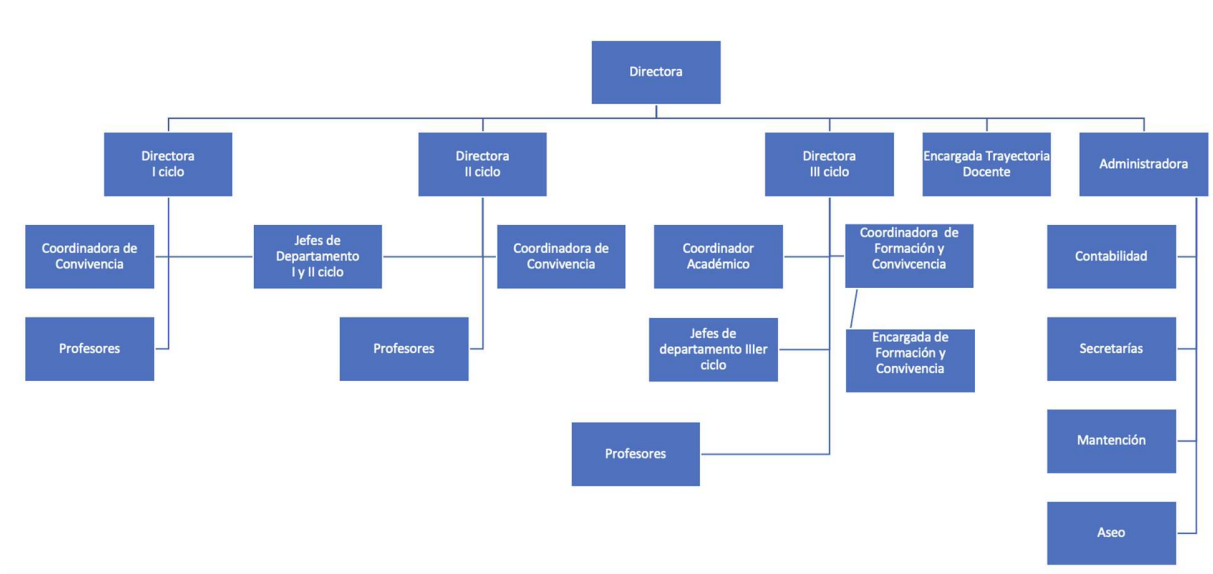 Directora
Directora
I ciclo
Directora
II ciclo
Directora
III ciclo
Encargada Trayectoria
Docente
Administradora
Coordinadora de
Convivencia
Jefes de
Departamento
I y II ciclo
Coordinadora de
Convivencia
Coordinador
Académico
Coordinadora de
Formación y
Convivcencia
Contabilidad
Profesores
Profesores
Jefes de
departamento IIIer
ciclo
Encargada de
Formación y
Convivencia
Secretarías
Profesores
Mantención
Aseo